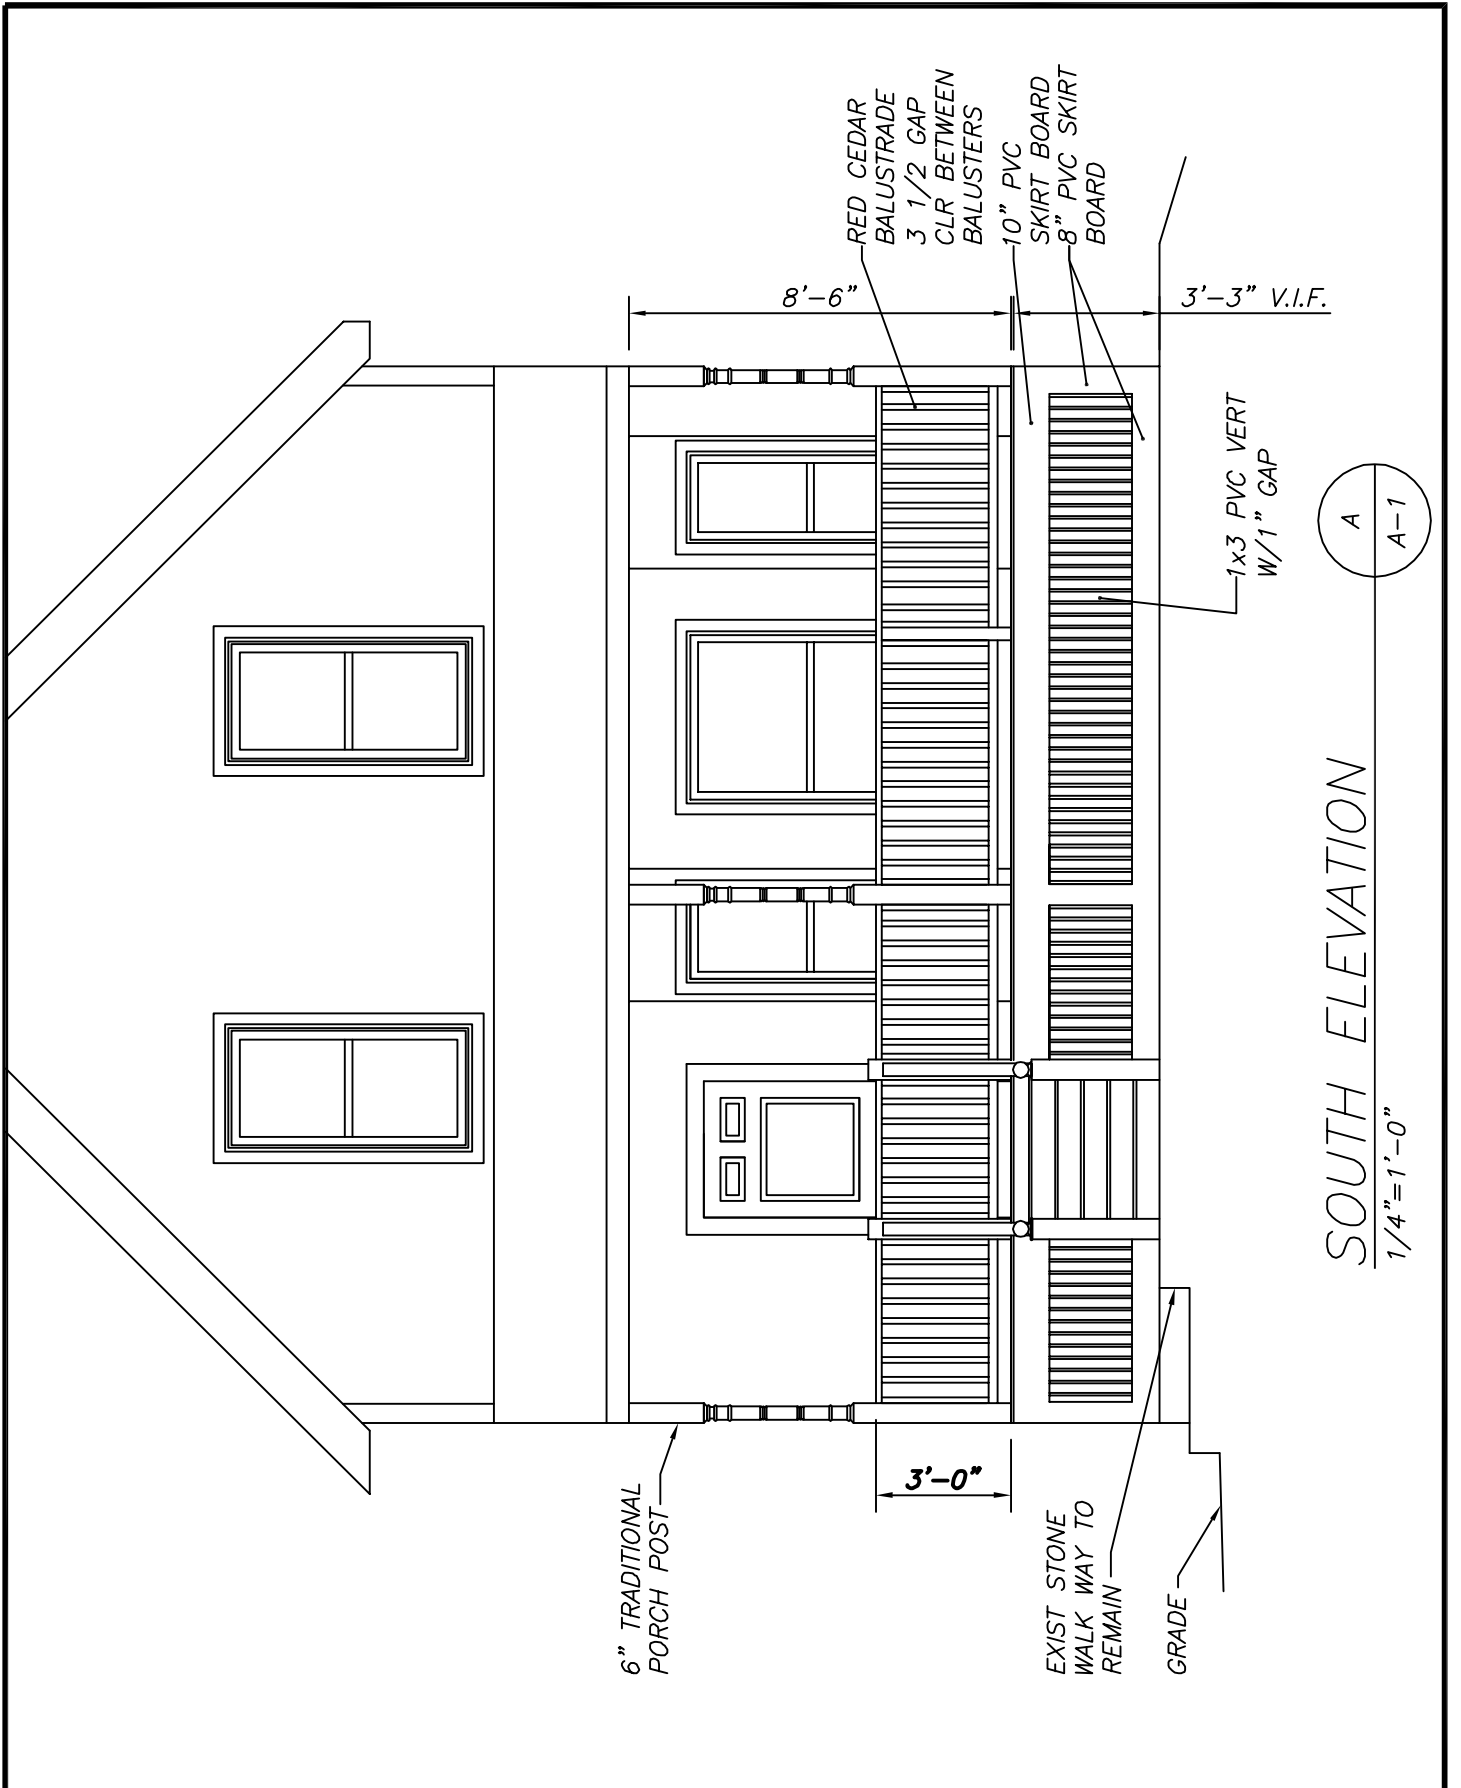 6" TRADITIONAL
PORCH POST
8'-6"
RED CEDAR
BALUSTRADE
3 1/2 GAP
CLR BETWEEN
BALUSTERS
10" PVC
SKIRT BOARD
8" PVC SKIRT
BOARD
3'-0"
3'-3" V.I.F.
EXIST STONE
WALK WAY TO
REMAIN
GRADE
1x3 PVC VERT
W/1" GAP
SOUTH ELEVATION
1/4"=1'-0"
A
A-1